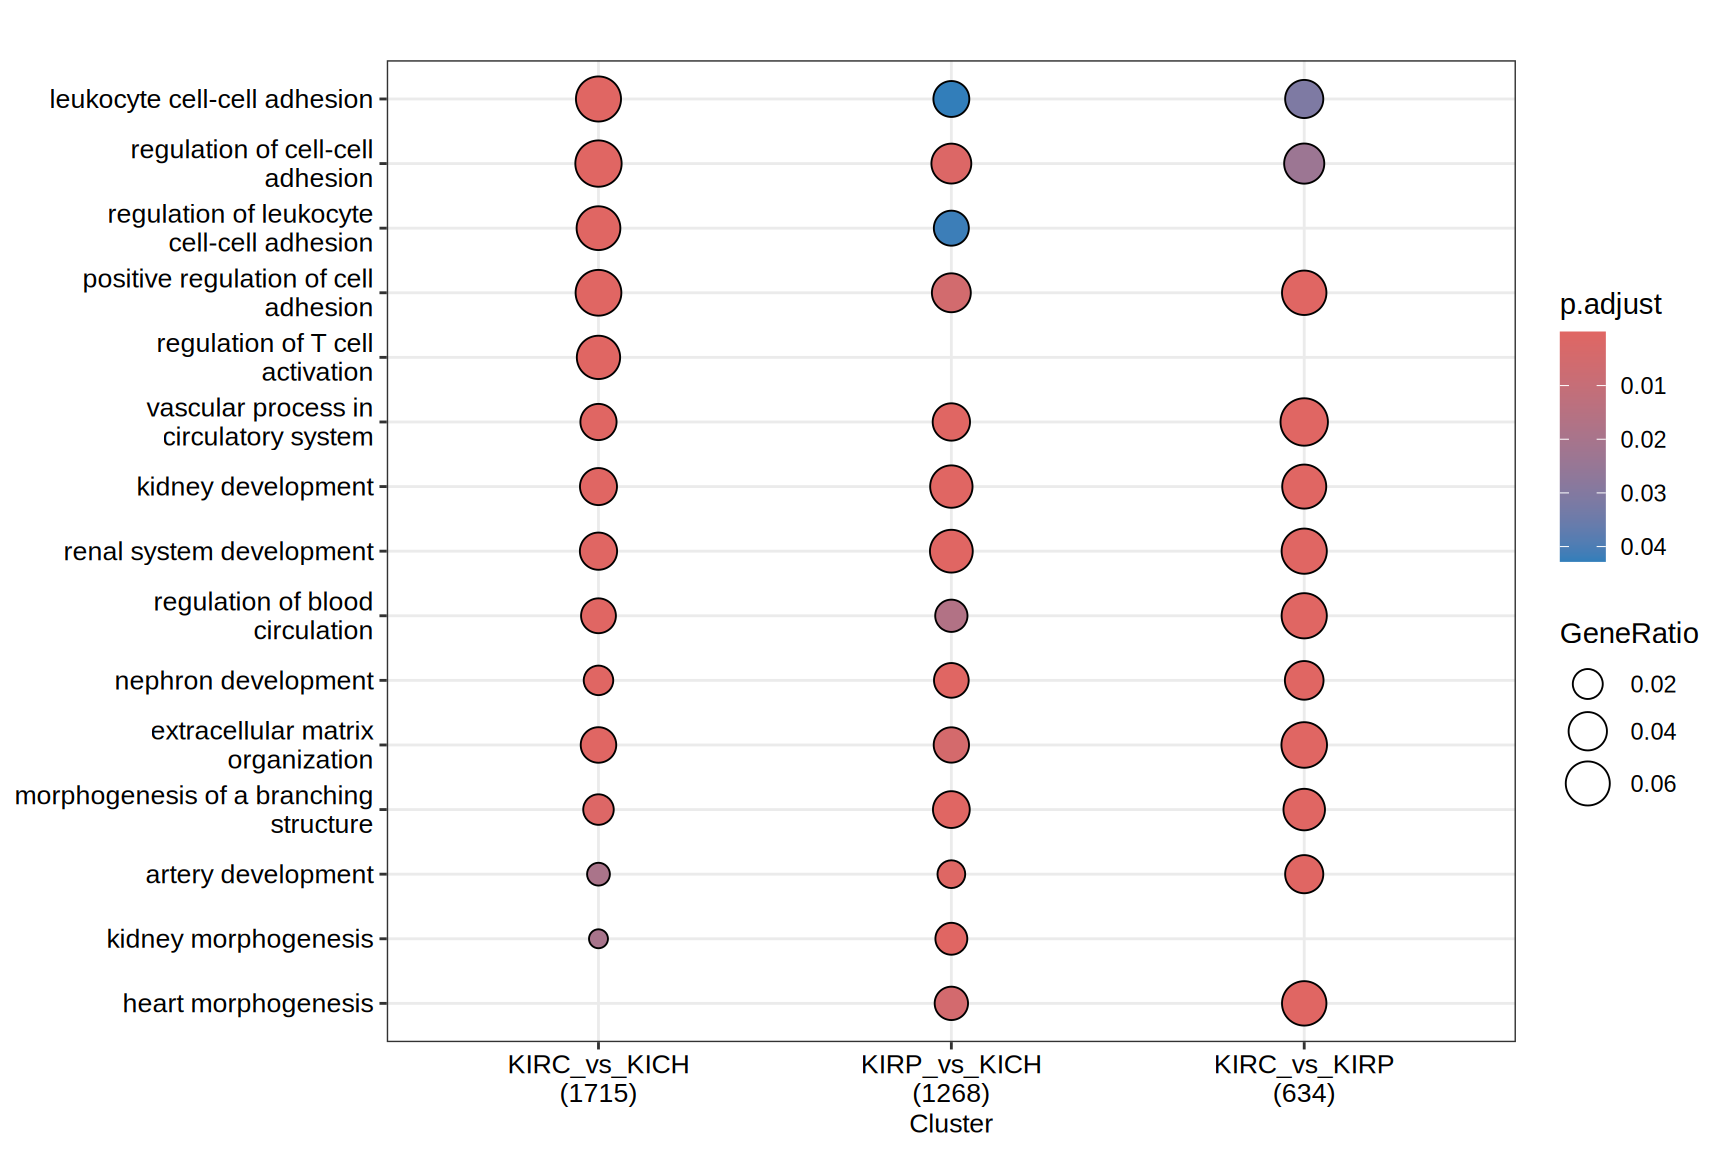 leukocyte cell-cell adhesion
regulation of cell-cell
adhesion
regulation of leukocyte
cell-cell adhesion
positive regulation of cell
adhesion
regulation of T cell
activation
vascular process in
circulatory system
kidney development
renal system development
regulation of blood
circulation
nephron development
extracellular matrix
organization
morphogenesis of a branching
structure
artery development
kidney morphogenesis
heart morphogenesis
KIRC_vs_KICH
(1715)
KIRP_vs_KICH
(1268)
KIRC_vs_KIRP
(634)
Cluster
p.adjust
0.01
0.02
0.03
0.04
GeneRatio
0.02
0.04
0.06